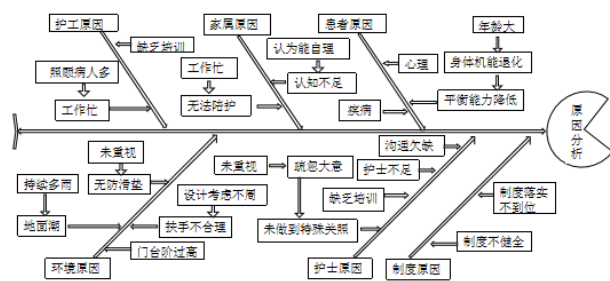 护工原因
家属原因
患者原因
年龄大
缺乏培训
认为能自理
照顾病人多
工作忙
心理
身体机能退化
认知不足
工作忙
无法陪护
疾病
平衡能力降低
原因分析
未重视
沟通欠缺
未重视
疏忽大意
护士不足
持续多雨
无防滑垫
设计考虑不周
缺乏培训
制度落实
不到位
地面潮
扶手不合理
未做到特殊关照
门台阶过高
制度不健全
环境原因
护士原因
制度原因